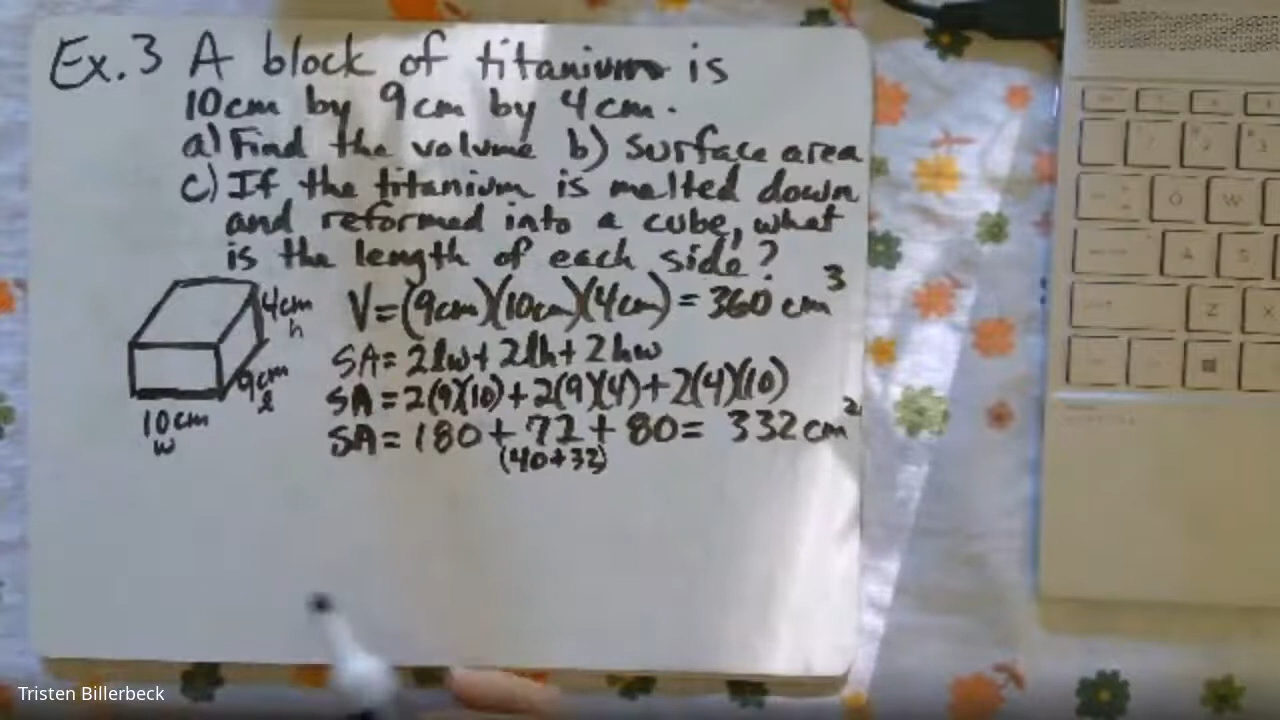 Ex. 3 A block of titanium is
10cm by 9cm by 4cm.
a) Find the volume b) Surface area
c) If the titanium is melted down
and reformed into a cube, what
is the length of each side?
4cm
h
9cm
l
10cm
w
V=(9cm)(10cm)(4cm) = 360 cm³
SA= 2lw+ 2lh+ 2hw
SA= 2(9)(10)+2(9)(4)+2(4)(10)
SA= 180 + 72 + 80 = 332 cm²
(40+32)
Tristen Billerbeck